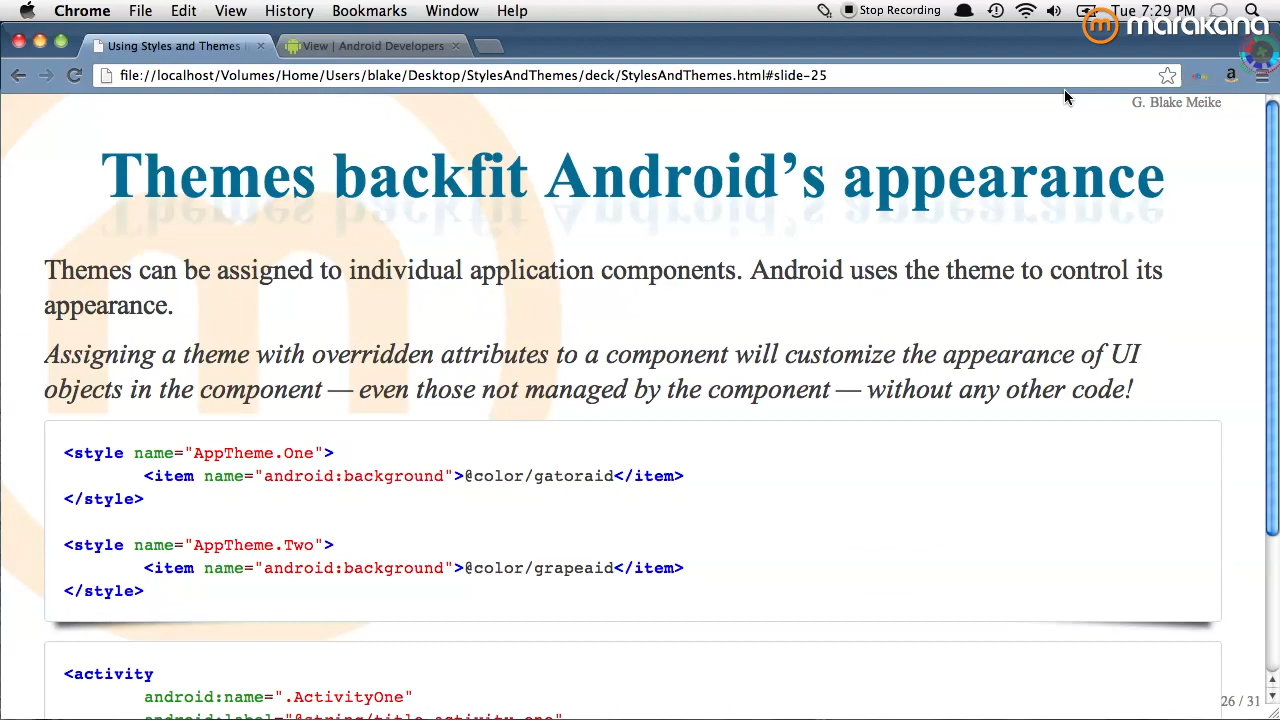 Chrome File Edit View History Bookmarks Window Help Stop Recording Tue 7:29 PM
marakana
Using Styles and Themes View | Android Developers
file://localhost/Volumes/Home/Users/blake/Desktop/StylesAndThemes/deck/StylesAndThemes.html#slide-25
G. Blake Meike
Themes backfit Android’s appearance
Themes can be assigned to individual application components. Android uses the theme to control its
appearance.
Assigning a theme with overridden attributes to a component will customize the appearance of UI
objects in the component — even those not managed by the component — without any other code!
<style name="AppTheme.One">
<item name="android:background">@color/gatoraid</item>
</style>
<style name="AppTheme.Two">
<item name="android:background">@color/grapeaid</item>
</style>
<activity
android:name=".ActivityOne"
android:label="@string/title_activity_one"
26 / 31